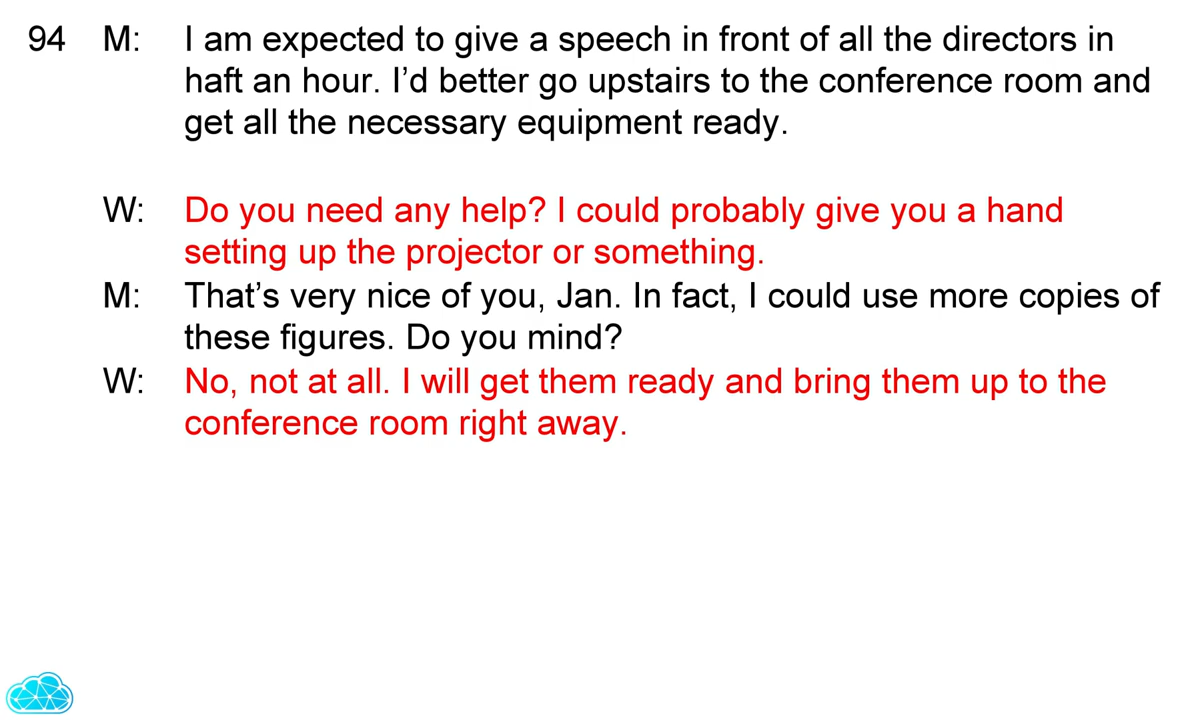 94 M: I am expected to give a speech in front of all the directors in
haft an hour. I’d better go upstairs to the conference room and
get all the necessary equipment ready.
W: Do you need any help? I could probably give you a hand
setting up the projector or something.
M: That’s very nice of you, Jan. In fact, I could use more copies of
these figures. Do you mind?
W: No, not at all. I will get them ready and bring them up to the
conference room right away.